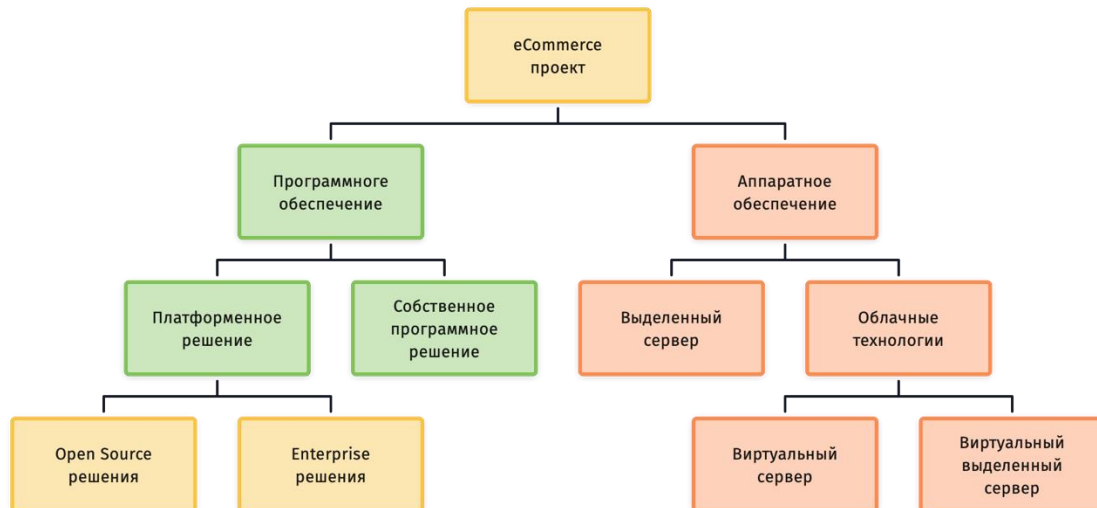 eCommerce
проект
Программноге
обеспечение
Аппаратное
обеспечение
Платформенное
решение
Собственное
программное
решение
Выделенный
сервер
Облачные
технологии
Open Source
решения
Enterprise
решения
Виртуальный
сервер
Виртуальный
выделенный
сервер